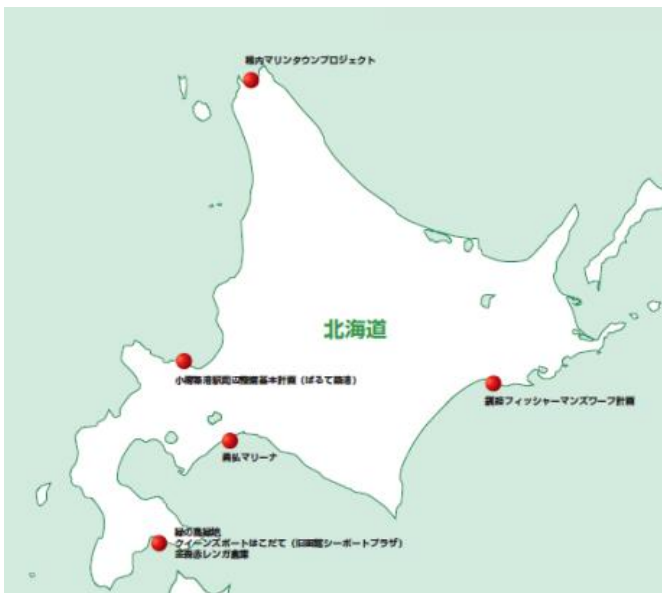 稚内マリンタウンプロジェクト
北海道
小樽築港駅周辺整備基本計画（ぱるて築港）
釧路フィッシャーマンズワーフ計画
勇払マリーナ
緑の島緑地
クイーンズポートはこだて（旧函館シーポートプラザ）
金森赤レンガ倉庫